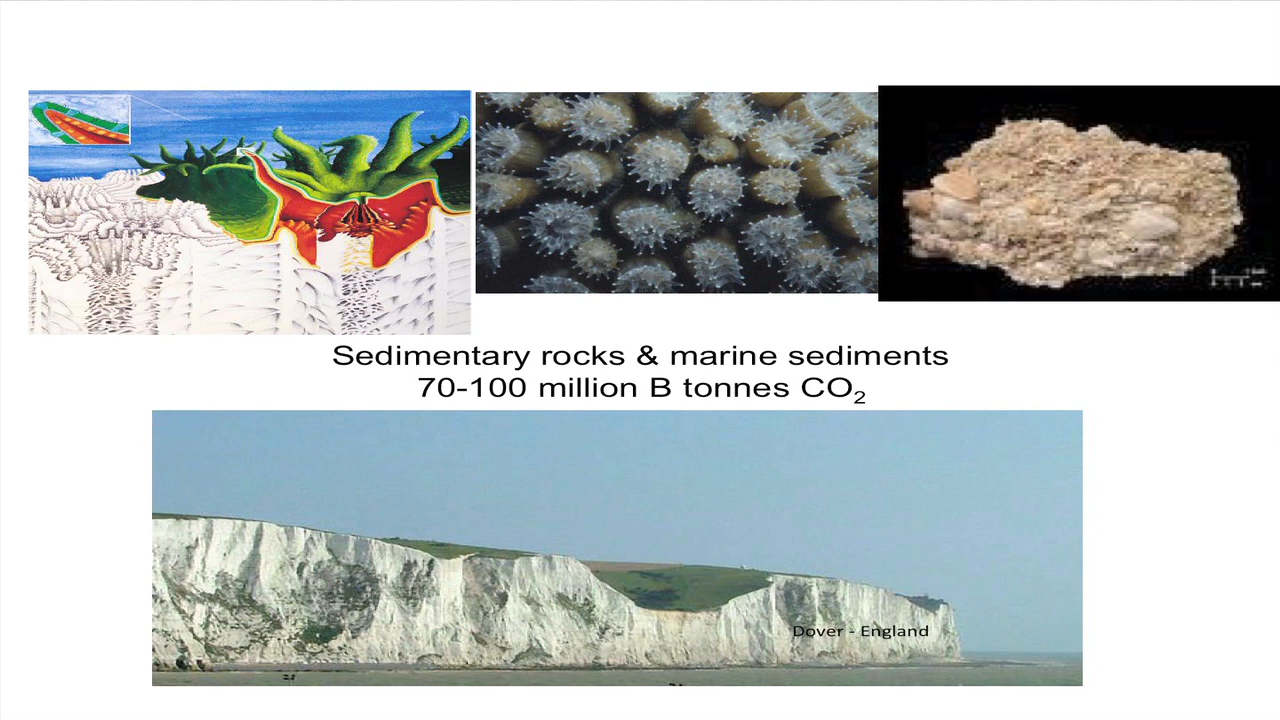 Sedimentary rocks & marine sediments
70-100 million B tonnes CO₂
Dover - England